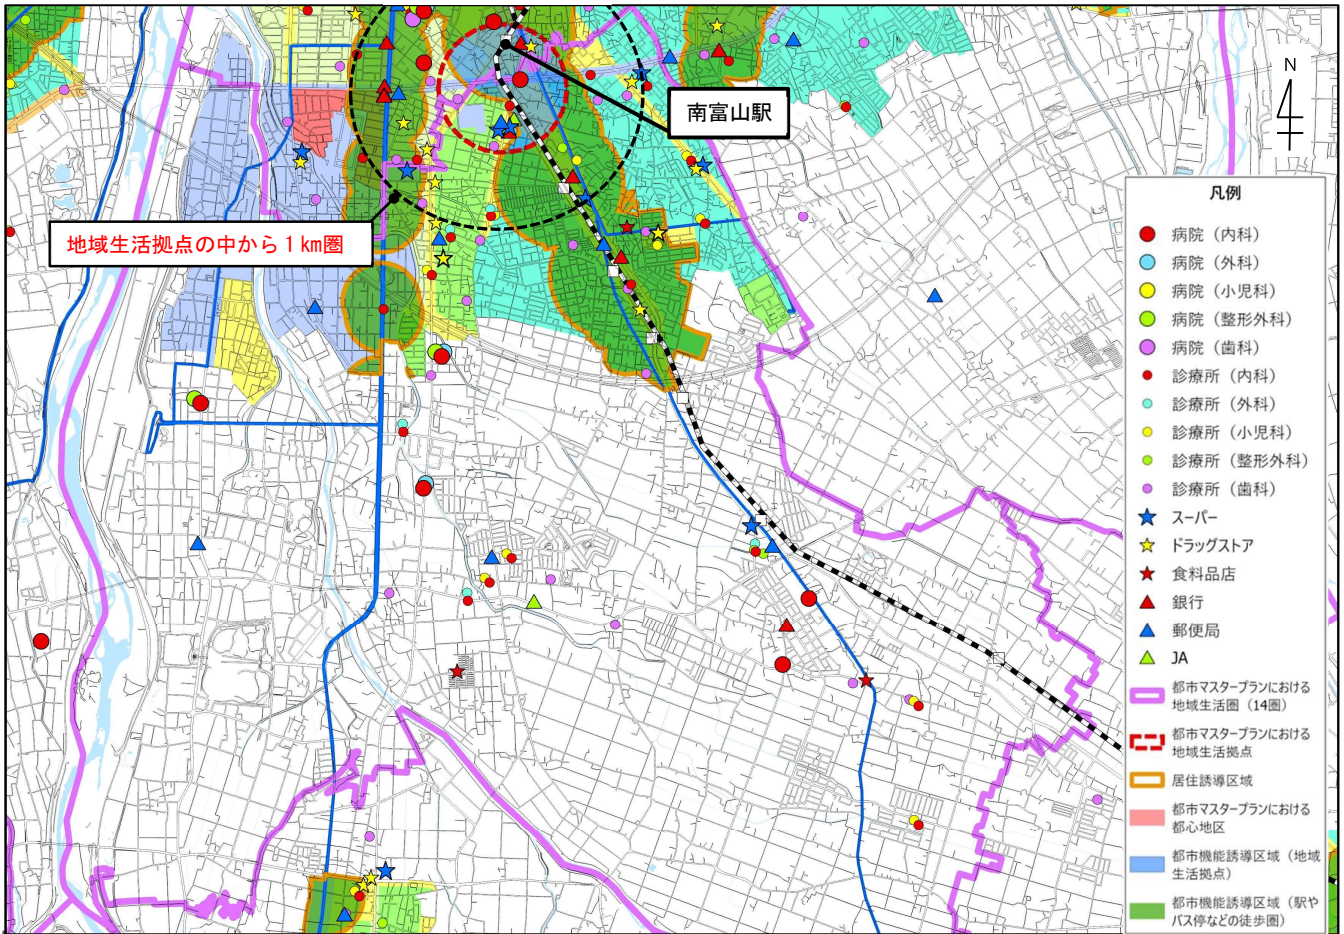 南富山駅
N
地域生活拠点の中から1km圏
凡例
病院（内科）
病院（外科）
病院（小児科）
病院（整形外科）
病院（歯科）
診療所（内科）
診療所（外科）
診療所（小児科）
診療所（整形外科）
診療所（歯科）
スーパー
ドラッグストア
食料品店
銀行
郵便局
JA
都市マスタープランにおける
地域生活圏（14圏）
都市マスタープランにおける
地域生活拠点
居住誘導区域
都市マスタープランにおける
都心地区
都市機能誘導区域（地域
生活拠点）
都市機能誘導区域（駅や
バス停などの徒歩圏）